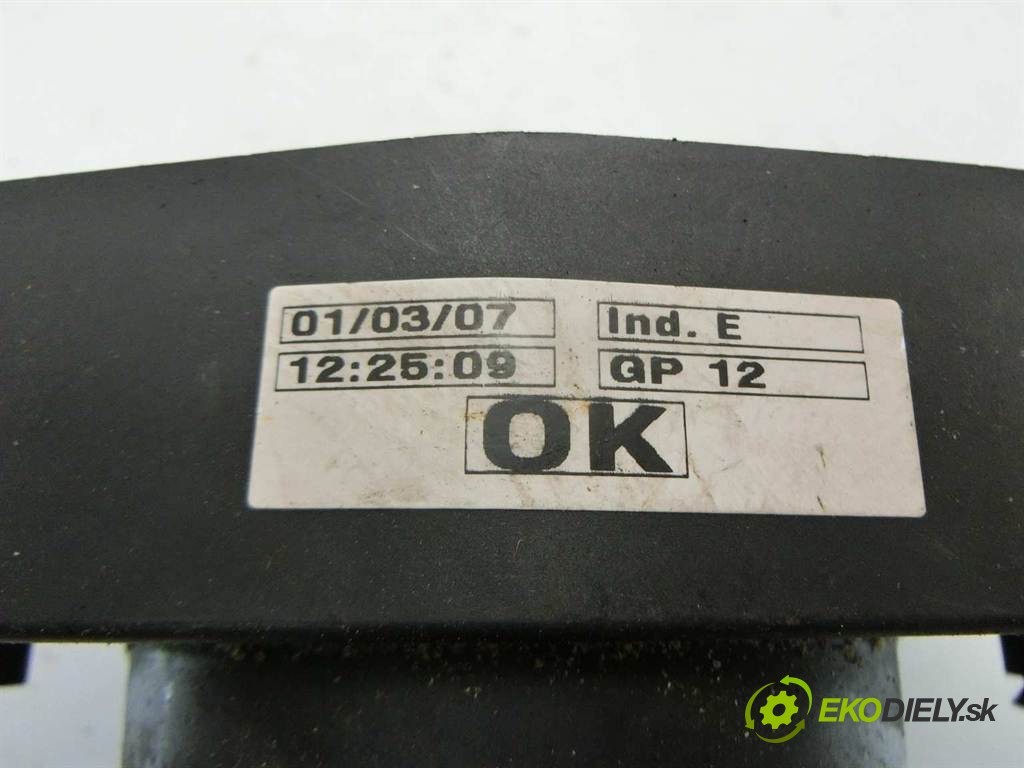 01/03/07 Ind. E
12:25:09 GP 12
OK
EKODIELY.sk